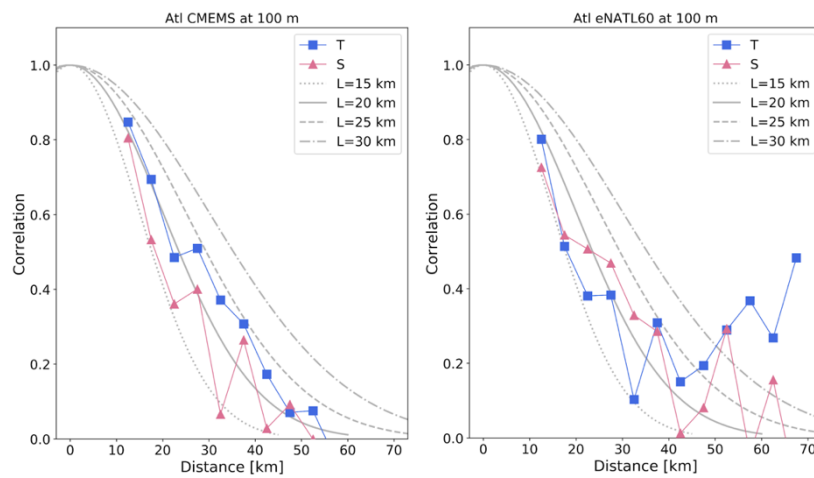 Atl CMEMS at 100 m
T
S
L=15 km
L=20 km
L=25 km
L=30 km
1.0
0.8
0.6
0.4
0.2
0.0
Correlation
0 10 20 30 40 50 60 70
Distance [km]
Atl eNATL60 at 100 m
T
S
L=15 km
L=20 km
L=25 km
L=30 km
1.0
0.8
0.6
0.4
0.2
0.0
Correlation
0 10 20 30 40 50 60 70
Distance [km]